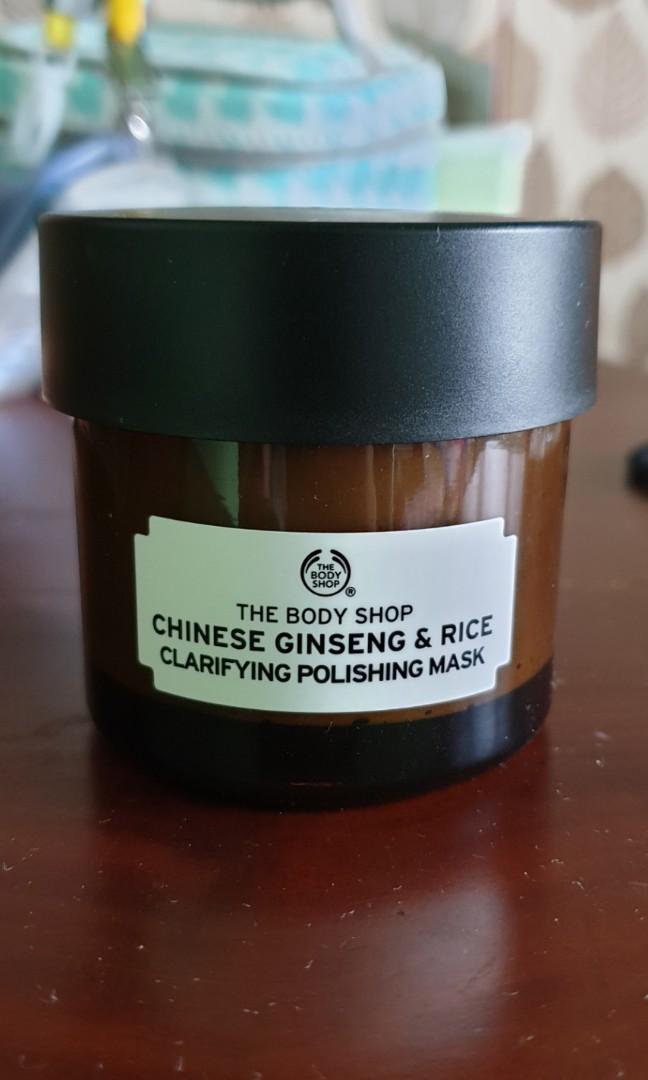 THE
BODY
SHOP
®
THE BODY SHOP
CHINESE GINSENG & RICE
CLARIFYING POLISHING MASK